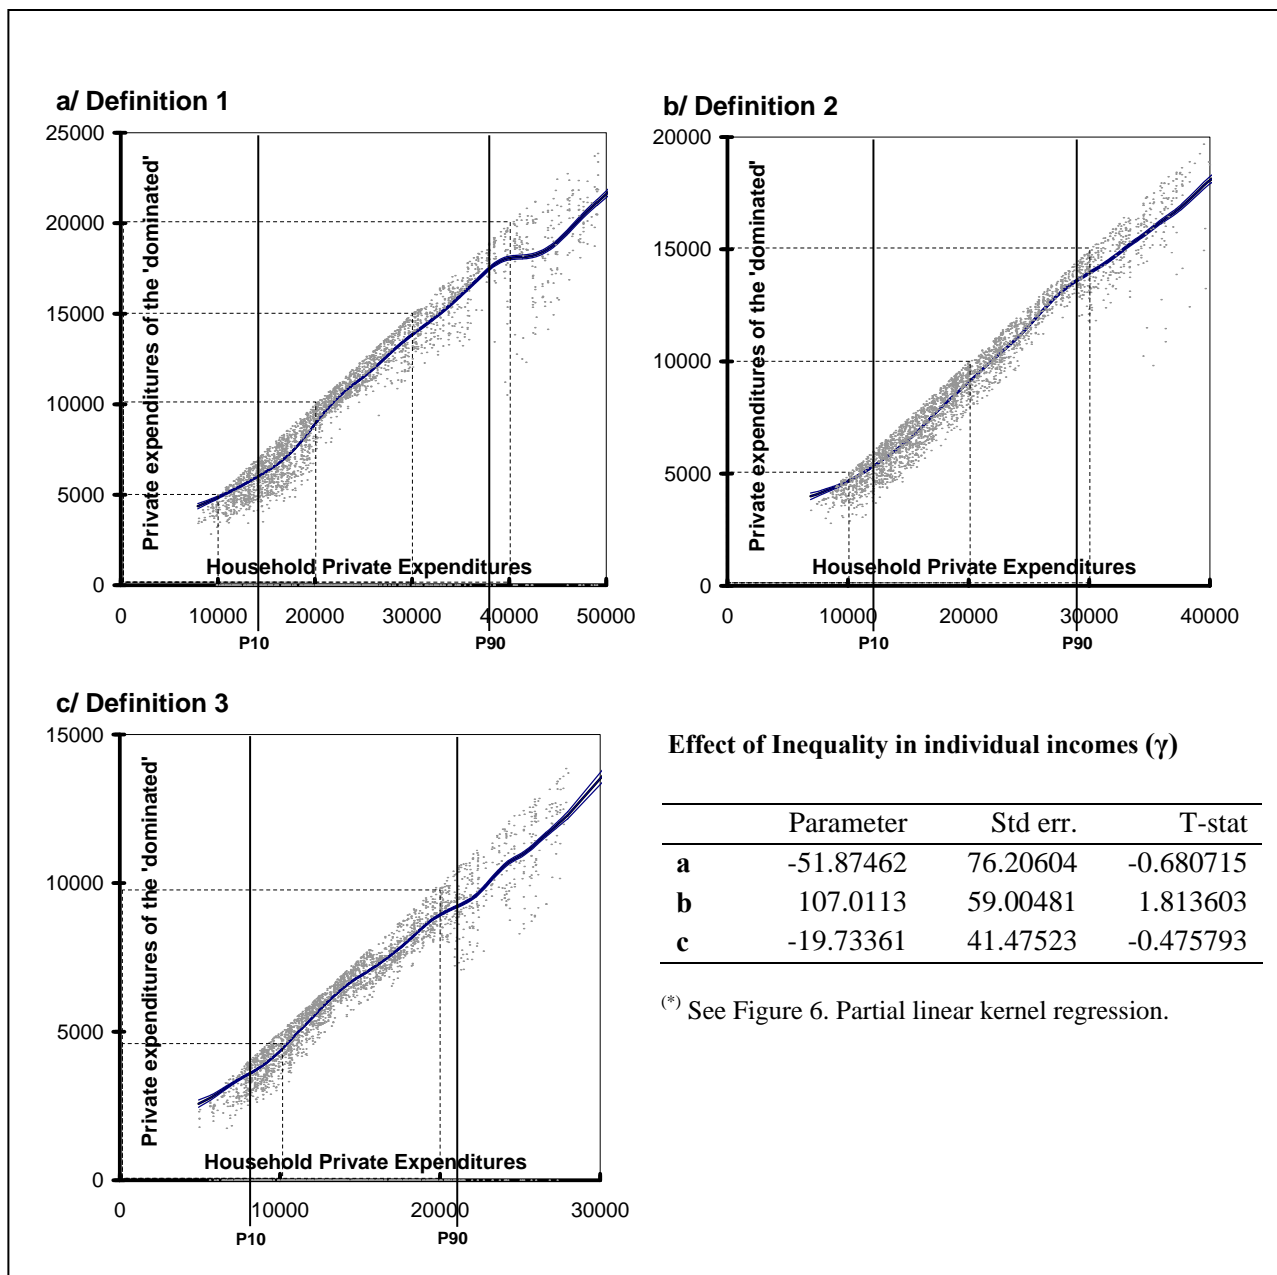 a/ Definition 1
25000
20000
15000
10000
5000
0
Private expenditures of the 'dominated'
Household Private Expenditures
0 10000 20000 30000 40000 50000
P10 P90
b/ Definition 2
20000
15000
10000
5000
0
Private expenditures of the 'dominated'
Household Private Expenditures
0 10000 20000 30000 40000
P10 P90
c/ Definition 3
15000
10000
5000
0
Private expenditures of the 'dominated'
Household Private Expenditures
0 10000 20000 30000
P10 P90
Effect of Inequality in individual incomes (γ)
Parameter Std err. T-stat
a -51.87462 76.20604 -0.680715
b 107.0113 59.00481 1.813603
c -19.73361 41.47523 -0.475793
(*) See Figure 6. Partial linear kernel regression.